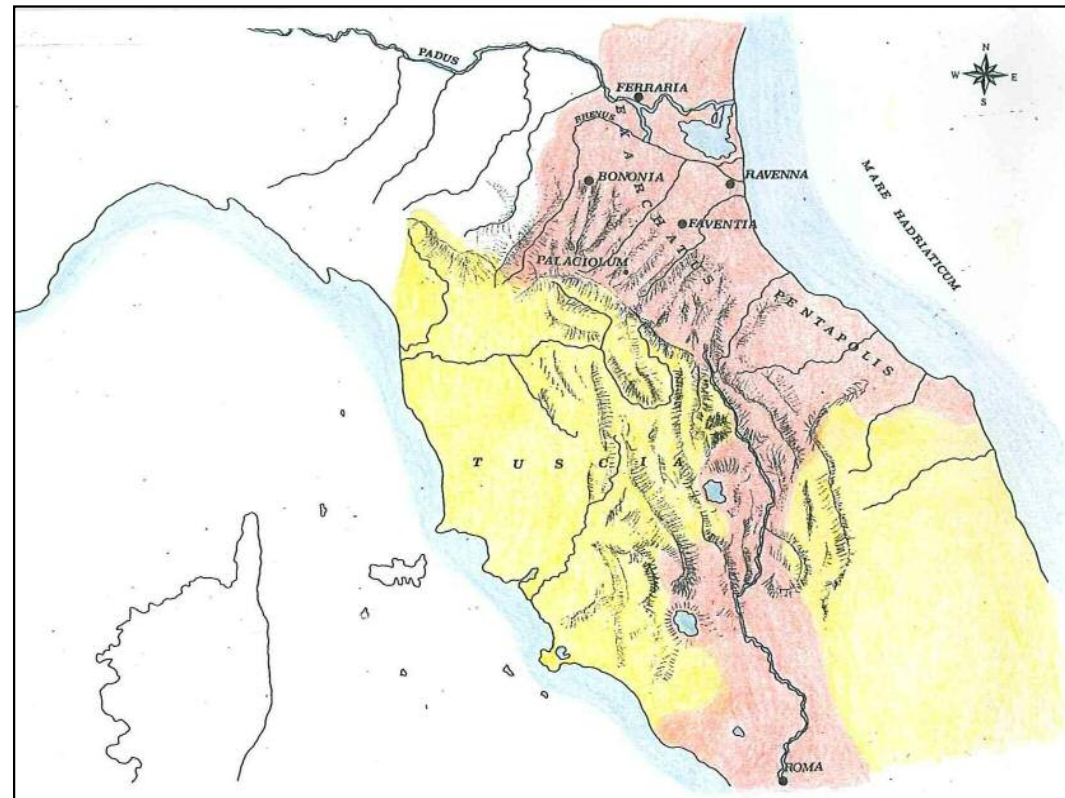 N
W E
S
PADUS
FERRARIA
RHENUS
EXARCHATUS
BONONIA
RAVENNA
MARE HADRIATICUM
FAVENTIA
PALACIOLUM
PENTAPOLIS
TUSCIA
ROMA